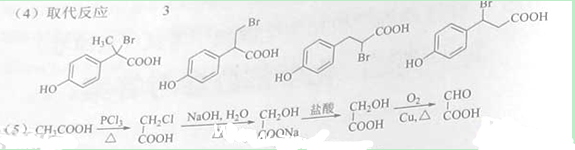 （4）取代反应 3
H₃C Br COOH HO
Br COOH HO
COOH Br HO
Br COOH HO
(5) CH₃COOH PCl₃ △ CH₂Cl COOH NaOH, H₂O △ CH₂OH COONa 盐酸 CH₂OH COOH O₂ Cu,△ CHO COOH